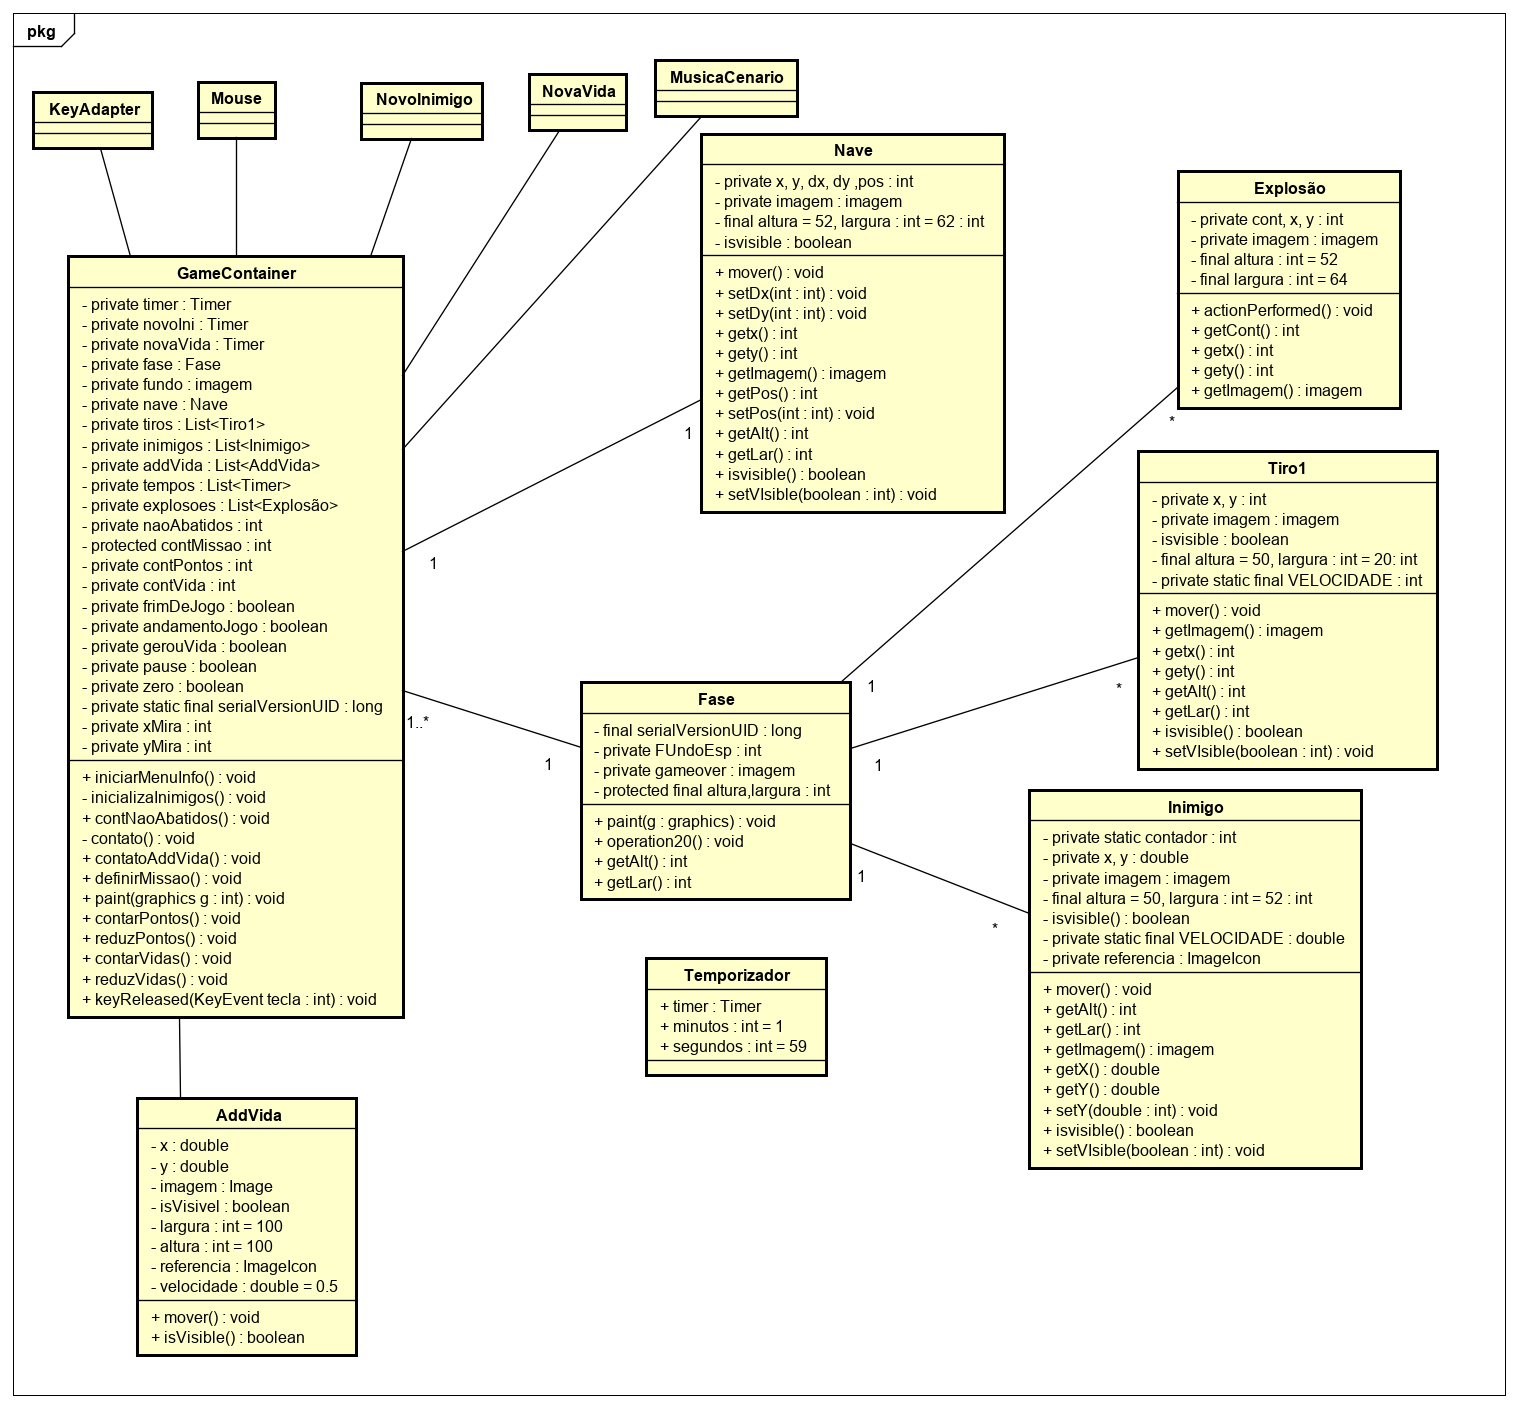 pkg
KeyAdapter
Mouse
NovoInimigo
NovaVida
MusicaCenario
GameContainer
- private timer : Timer
- private novoIni : Timer
- private novaVida : Timer
- private fase : Fase
- private fundo : imagem
- private nave : Nave
- private tiros : List<Tiro1>
- private inimigos : List<Inimigo>
- private addVida : List<AddVida>
- private tempos : List<Timer>
- private explosoes : List<Explosão>
- private naoAbatidos : int
- protected contMissao : int
- private contPontos : int
- private contVida : int
- private frimDeJogo : boolean
- private andamentoJogo : boolean
- private gerouVida : boolean
- private pause : boolean
- private zero : boolean
- private static final serialVersionUID : long
- private xMira : int
- private yMira : int
+ iniciarMenuInfo() : void
- inicializaInimigos() : void
+ contNaoAbatidos() : void
- contato() : void
+ contatoAddVida() : void
+ definirMissao() : void
+ paint(graphics g : int) : void
+ contarPontos() : void
+ reduzPontos() : void
+ contarVidas() : void
+ reduzVidas() : void
+ keyReleased(KeyEvent tecla : int) : void
Nave
- private x, y, dx, dy ,pos : int
- private imagem : imagem
- final altura = 52, largura : int = 62 : int
- isvisible : boolean
+ mover() : void
+ setDx(int : int) : void
+ setDy(int : int) : void
+ getx() : int
+ gety() : int
+ getImagem() : imagem
+ getPos() : int
+ setPos(int : int) : void
+ getAlt() : int
+ getLar() : int
+ isvisible() : boolean
+ setVIsible(boolean : int) : void
1
1
Explosão
- private cont, x, y : int
- private imagem : imagem
- final altura : int = 52
- final largura : int = 64
+ actionPerformed() : void
+ getCont() : int
+ getx() : int
+ gety() : int
+ getImagem() : imagem
*
1
Tiro1
- private x, y : int
- private imagem : imagem
- isvisible : boolean
- final altura = 50, largura : int = 20: int
- private static final VELOCIDADE : int
+ mover() : void
+ getImagem() : imagem
+ getx() : int
+ gety() : int
+ getAlt() : int
+ getLar() : int
+ isvisible() : boolean
+ setVIsible(boolean : int) : void
*
1
1..*
1
Fase
- final serialVersionUID : long
- private FUndoEsp : int
- private gameover : imagem
- protected final altura,largura : int
+ paint(g : graphics) : void
+ operation20() : void
+ getAlt() : int
+ getLar() : int
1
*
Inimigo
- private static contador : int
- private x, y : double
- private imagem : imagem
- final altura = 50, largura : int = 52 : int
- isvisible() : boolean
- private static final VELOCIDADE : double
- private referencia : ImageIcon
+ mover() : void
+ getAlt() : int
+ getLar() : int
+ getImagem() : imagem
+ getX() : double
+ getY() : double
+ setY(double : int) : void
+ isvisible() : boolean
+ setVIsible(boolean : int) : void
Temporizador
+ timer : Timer
+ minutos : int = 1
+ segundos : int = 59
AddVida
- x : double
- y : double
- imagem : Image
- isVisivel : boolean
- largura : int = 100
- altura : int = 100
- referencia : ImageIcon
- velocidade : double = 0.5
+ mover() : void
+ isVisible() : boolean